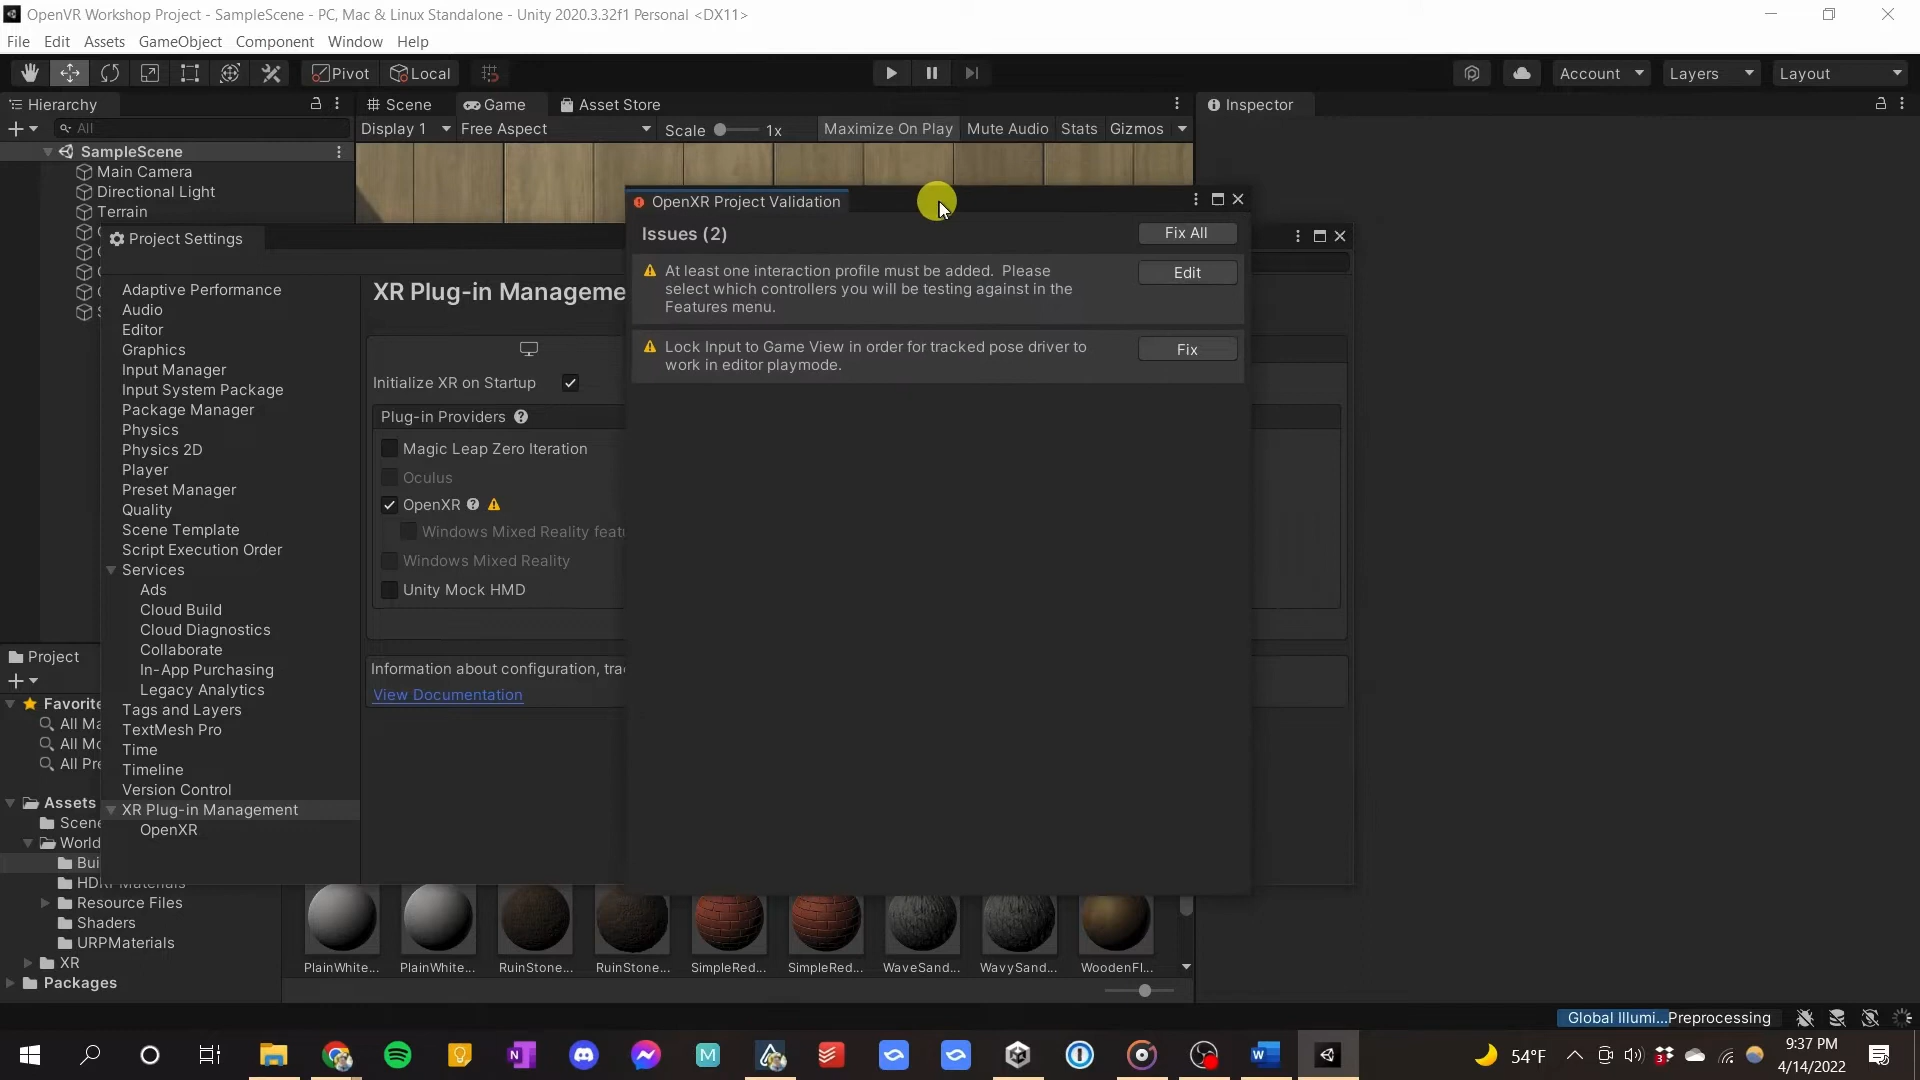 OpenVR Workshop Project - SampleScene - PC, Mac & Linux Standalone - Unity 2020.3.32f1 Personal <DX11>
File Edit Assets GameObject Component Window Help
Pivot Local Account Layers Layout
Hierarchy
Scene Game Asset Store
Inspector
All
Display 1 Free Aspect Scale 1x Maximize On Play Mute Audio Stats Gizmos
SampleScene
Main Camera
Directional Light
Terrain
Project Settings
Adaptive Performance
Audio
Editor
Graphics
Input Manager
Input System Package
Package Manager
Physics
Physics 2D
Player
Preset Manager
Quality
Scene Template
Script Execution Order
Services
Ads
Cloud Build
Cloud Diagnostics
Collaborate
In-App Purchasing
Legacy Analytics
Tags and Layers
TextMesh Pro
Time
Timeline
Version Control
XR Plug-in Management
OpenXR
XR Plug-in Manageme
Initialize XR on Startup
Plug-in Providers
Magic Leap Zero Iteration
Oculus
OpenXR
Windows Mixed Reality featu
Windows Mixed Reality
Unity Mock HMD
Information about configuration, tra
View Documentation
OpenXR Project Validation
Issues (2)
Fix All
At least one interaction profile must be added. Please
select which controllers you will be testing against in the
Features menu.
Edit
Lock Input to Game View in order for tracked pose driver to
work in editor playmode.
Fix
Project
Favorite
All Ma
All Mo
All Pre
Assets
Scene
World
Bui
HDRPMaterials
Resource Files
Shaders
URPMaterials
XR
Packages
PlainWhite... PlainWhite... RuinStone... RuinStone... SimpleRed... SimpleRed... WaveSand... WavySand... WoodenFl...
Global Illumi...Preprocessing
54°F
9:37 PM
4/14/2022